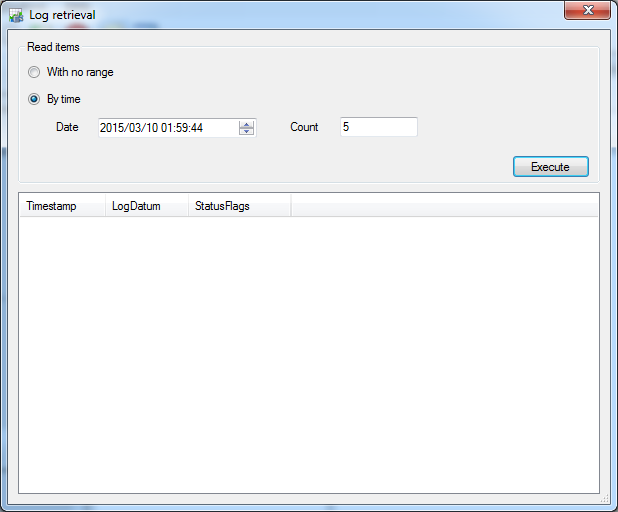 Log retrieval
Read items
With no range
By time
Date 2015/03/10 01:59:44 Count 5
Execute
Timestamp LogDatum StatusFlags